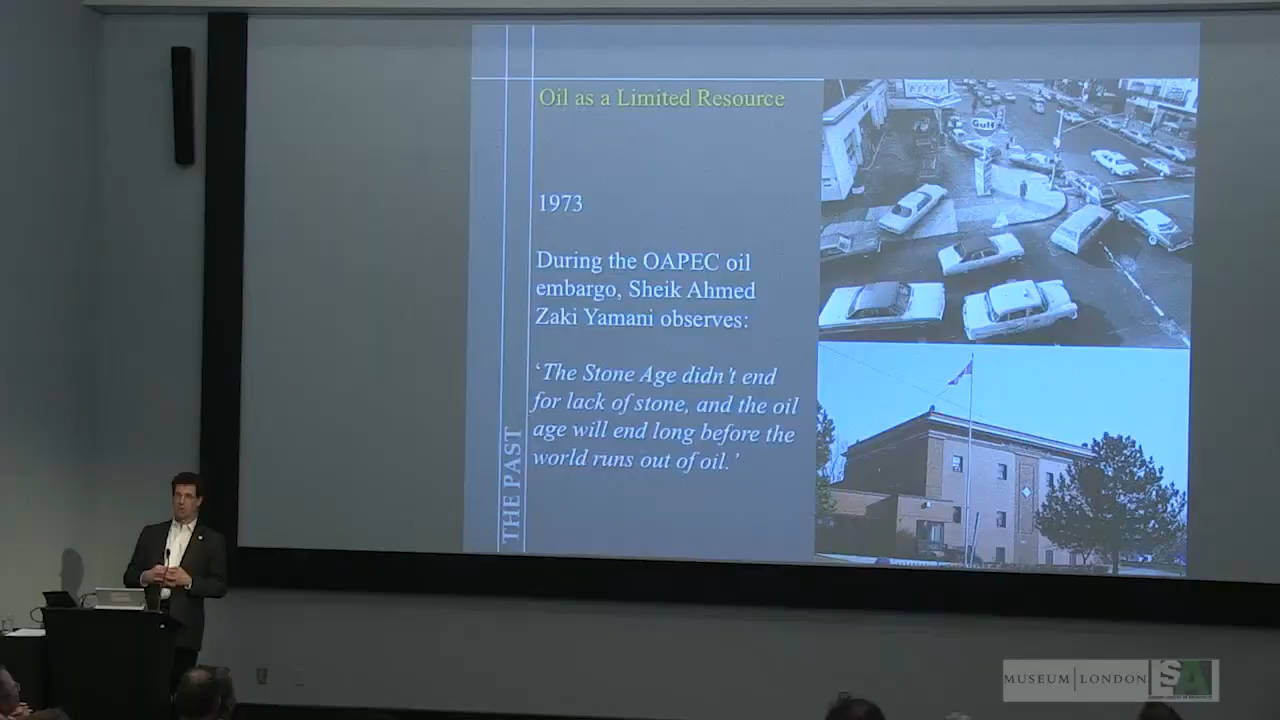 Oil as a Limited Resource
1973
During the OAPEC oil
embargo, Sheik Ahmed
Zaki Yamani observes:
‘The Stone Age didn’t end
for lack of stone, and the oil
age will end long before the
world runs out of oil.’
THE PAST
Gulf
MUSEUM LONDON